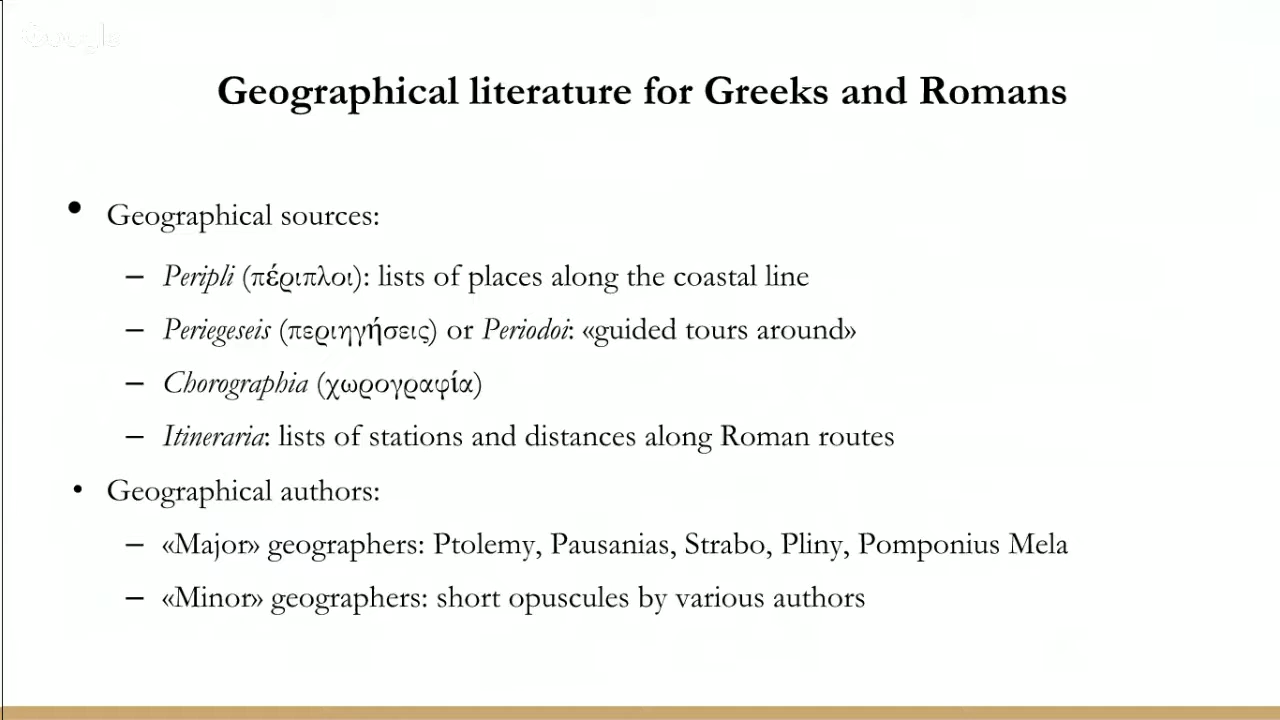 Google
Geographical literature for Greeks and Romans
• Geographical sources:
– Peripli (πέριπλοι): lists of places along the coastal line
– Periegeseis (περιηγήσεις) or Periodoi: «guided tours around»
– Chorographia (χωρογραφία)
– Itineraria: lists of stations and distances along Roman routes
• Geographical authors:
– «Major» geographers: Ptolemy, Pausanias, Strabo, Pliny, Pomponius Mela
– «Minor» geographers: short opuscules by various authors